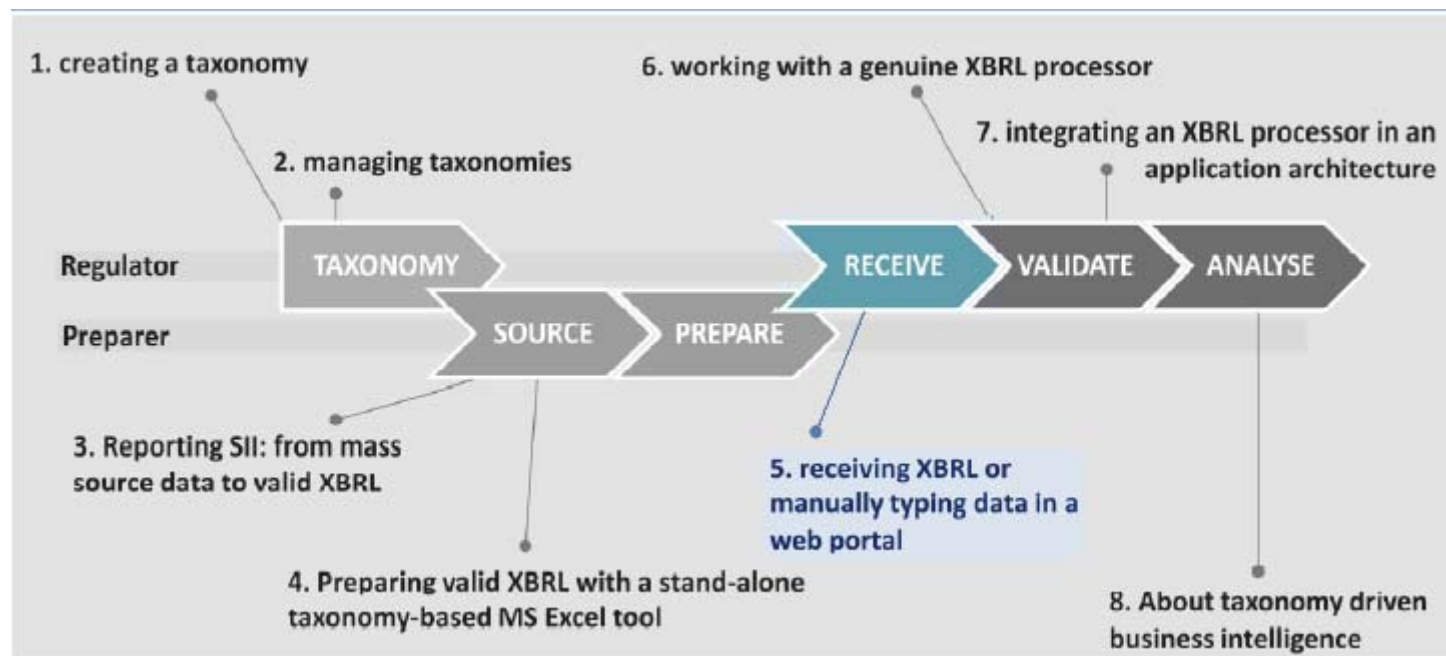 1. creating a taxonomy
6. working with a genuine XBRL processor
7. integrating an XBRL processor in an
application architecture
2. managing taxonomies
Regulator
TAXONOMY
RECEIVE
VALIDATE
ANALYSE
Preparer
SOURCE
PREPARE
3. Reporting SII: from mass
source data to valid XBRL
5. receiving XBRL or
manually typing data in a
web portal
4. Preparing valid XBRL with a stand-alone
taxonomy-based MS Excel tool
8. About taxonomy driven
business intelligence